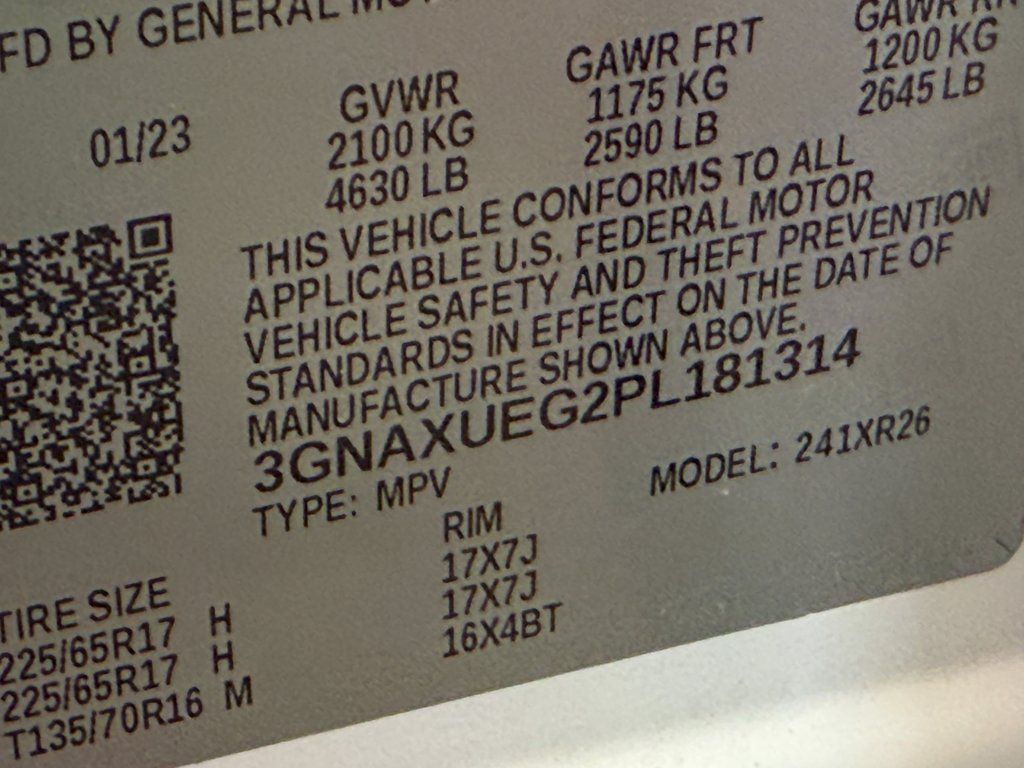 FD BY GENERAL
01/23 GVWR GAWR FRT GAWR
2100 KG 1175 KG 1200 KG
4630 LB 2590 LB 2645 LB
THIS VEHICLE CONFORMS TO ALL
APPLICABLE U.S. FEDERAL MOTOR
VEHICLE SAFETY AND THEFT PREVENTION
STANDARDS IN EFFECT ON THE DATE OF
MANUFACTURE SHOWN ABOVE.
3GNAXUEG2PL181314
TYPE: MPV MODEL: 241XR26
TIRE SIZE RIM
225/65R17 H 17X7J
225/65R17 H 17X7J
T135/70R16 M 16X4BT